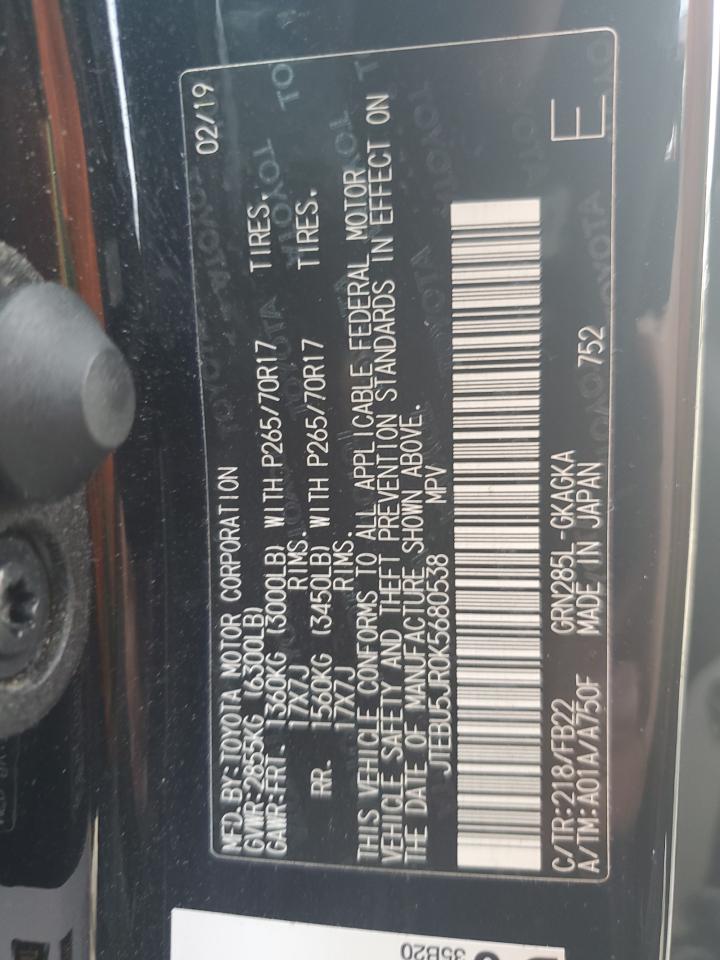 MFD. BY: TOYOTA MOTOR CORPORATION 02/19
GVWR: 2855KG (6300LB)
GAWR: FRT. 1360KG (3000LB) WITH P265/70R17 TIRES.
17X7J RIMS.
RR. 1560KG (3450LB) WITH P265/70R17 TIRES.
17X7J RIMS.
THIS VEHICLE CONFORMS TO ALL APPLICABLE FEDERAL MOTOR
VEHICLE SAFETY AND THEFT PREVENTION STANDARDS IN EFFECT ON
THE DATE OF MANUFACTURE SHOWN ABOVE.
JTEBU5JR0K5680538 MPV
C/TR: 218/FB22 GRN285L-GKAGKA
A/TM: A01A/A750F MADE IN JAPAN 752
E
35B20